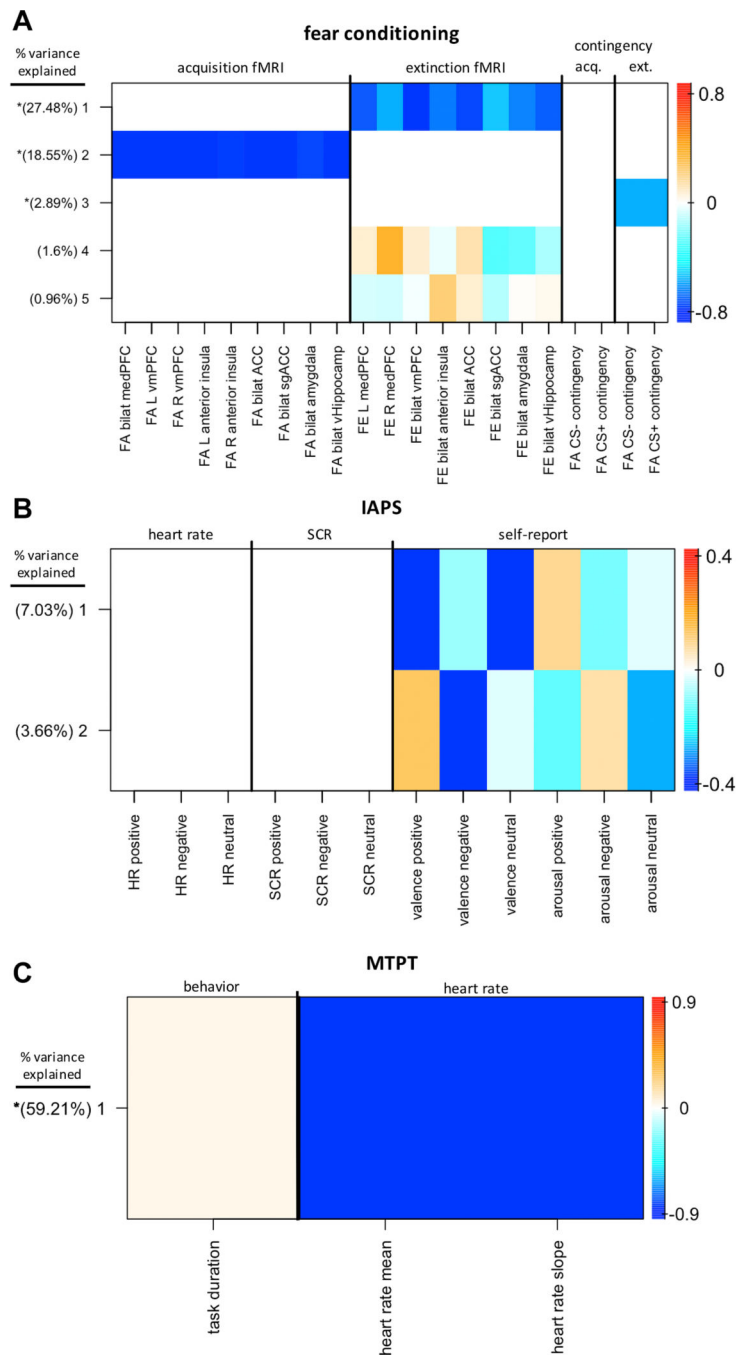 A
fear conditioning
% variance
explained
acquisition fMRI
extinction fMRI
contingency
acq.
ext.
*(27.48%) 1
*(18.55%) 2
*(2.89%) 3
(1.6%) 4
(0.96%) 5
0.8
0
-0.8
FA bilat medPFC
FA L vmPFC
FA R vmPFC
FA L anterior insula
FA R anterior insula
FA bilat ACC
FA bilat sgACC
FA bilat amygdala
FA bilat vHippocamp
FE L medPFC
FE R medPFC
FE bilat vmPFC
FE bilat anterior insula
FE bilat ACC
FE bilat sgACC
FE bilat amygdala
FE bilat vHippocamp
FA CS- contingency
FA CS+ contingency
FA CS- contingency
FA CS+ contingency
B
IAPS
% variance
explained
heart rate
SCR
self-report
(7.03%) 1
(3.66%) 2
0.4
0
-0.4
HR positive
HR negative
HR neutral
SCR positive
SCR negative
SCR neutral
valence positive
valence negative
valence neutral
arousal positive
arousal negative
arousal neutral
C
MTPT
behavior
heart rate
% variance
explained
*(59.21%) 1
0.9
0
-0.9
task duration
heart rate mean
heart rate slope